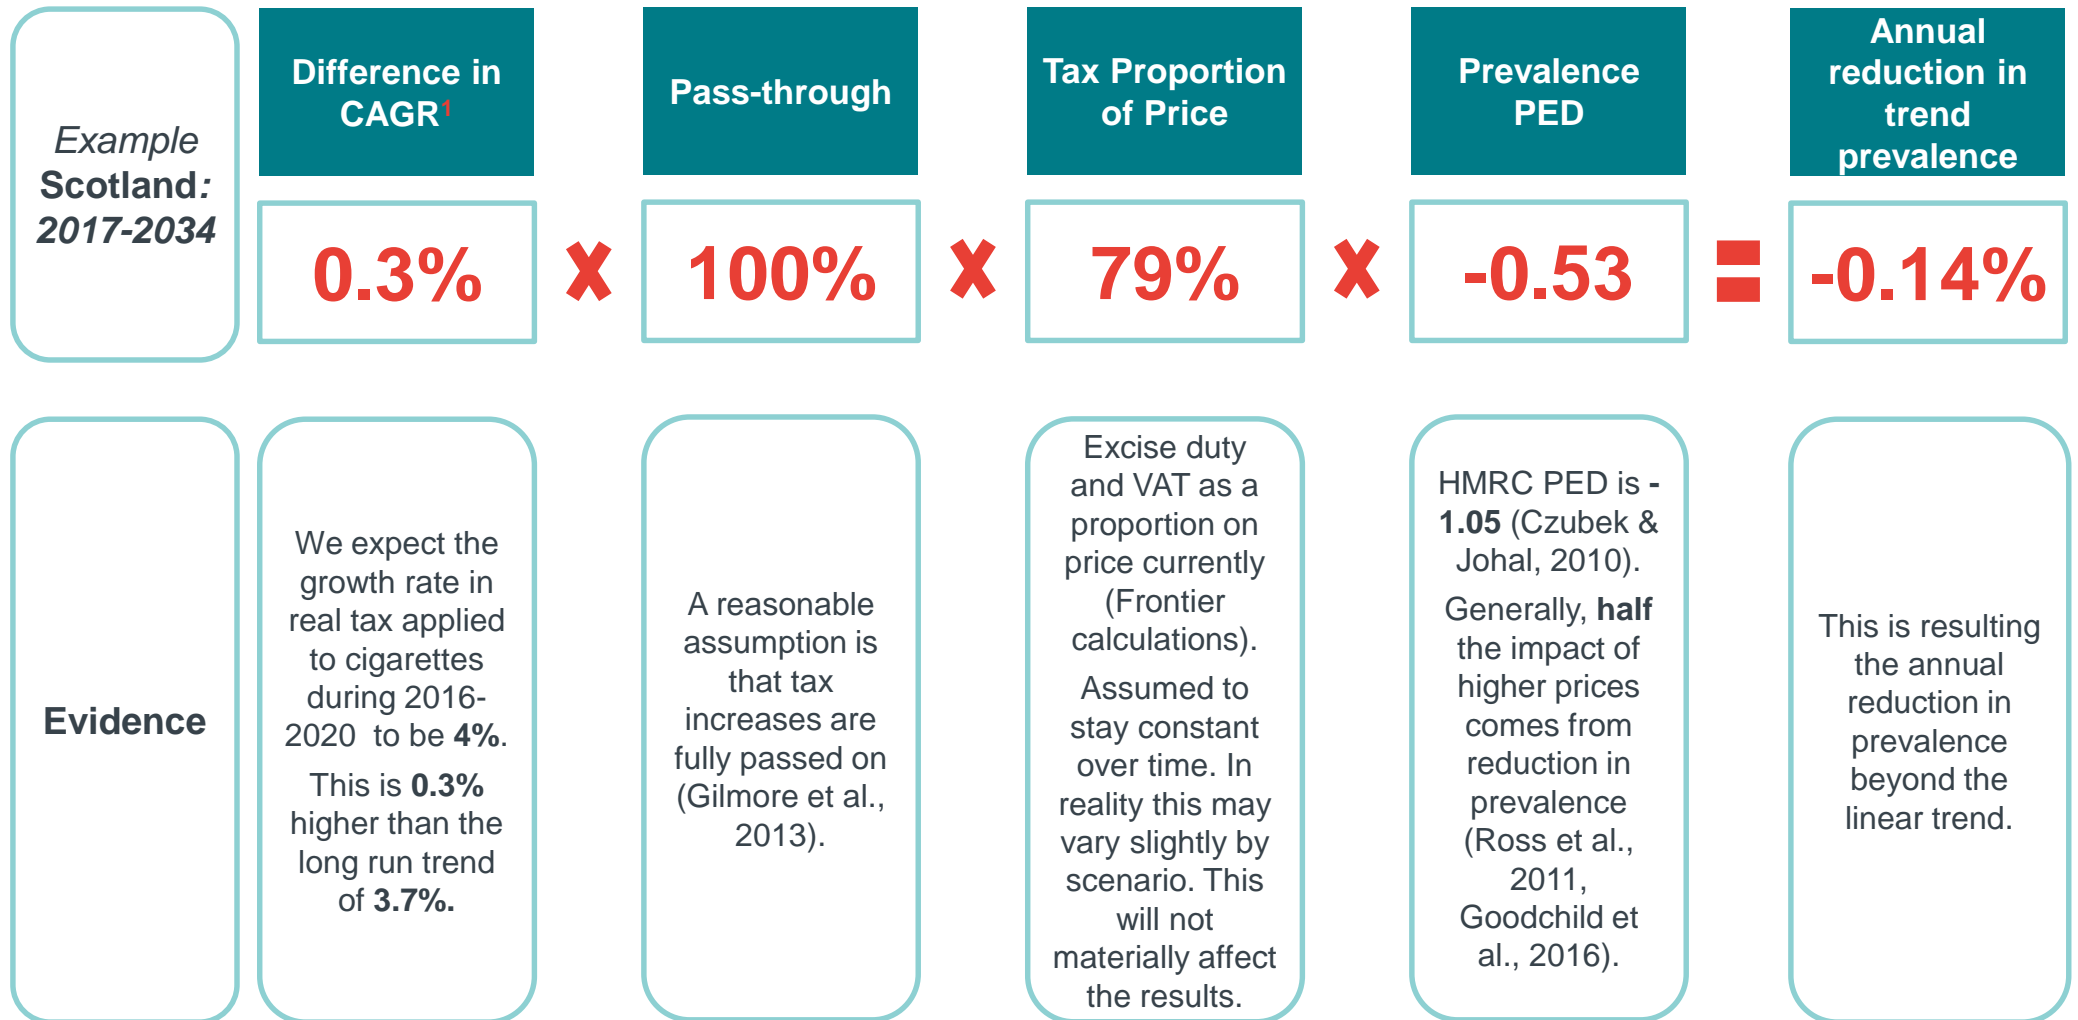 Example
Scotland:
2017-2034
Difference in
CAGR1
Pass-through
Tax Proportion
of Price
Prevalence
PED
Annual
reduction in
trend
prevalence
0.3%
x
100%
x
79%
x
-0.53
=
-0.14%
Evidence
We expect the
growth rate in
real tax applied
to cigarettes
during 2016-
2020 to be 4%.
This is 0.3%
higher than the
long run trend
of 3.7%.
A reasonable
assumption is
that tax
increases are
fully passed on
(Gilmore et al.,
2013).
Excise duty
and VAT as a
proportion on
price currently
(Frontier
calculations).
Assumed to
stay constant
over time. In
reality this may
vary slightly by
scenario. This
will not
materially affect
the results.
HMRC PED is -
1.05 (Czubek &
Johal, 2010).
Generally, half
the impact of
higher prices
comes from
reduction in
prevalence
(Ross et al.,
2011,
Goodchild et
al., 2016).
This is resulting
the annual
reduction in
prevalence
beyond the
linear trend.